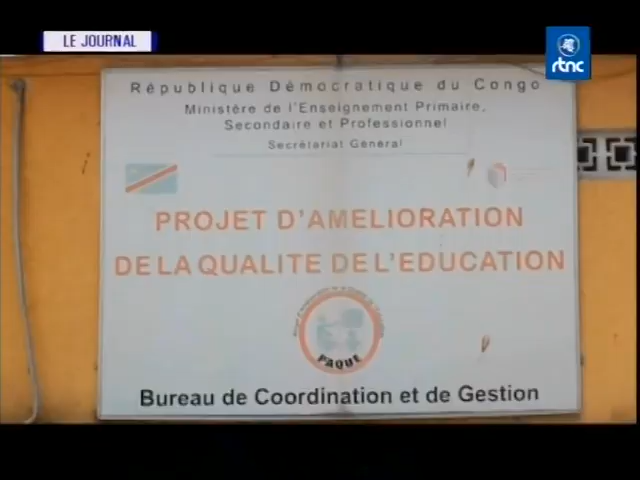 LE JOURNAL
rtnc
République Démocratique du Congo
Ministère de l'Enseignement Primaire,
Secondaire et Professionnel
Secrétariat Général
PROJET D'AMELIORATION
DE LA QUALITE DE L'EDUCATION
PAQUE
Bureau de Coordination et de Gestion